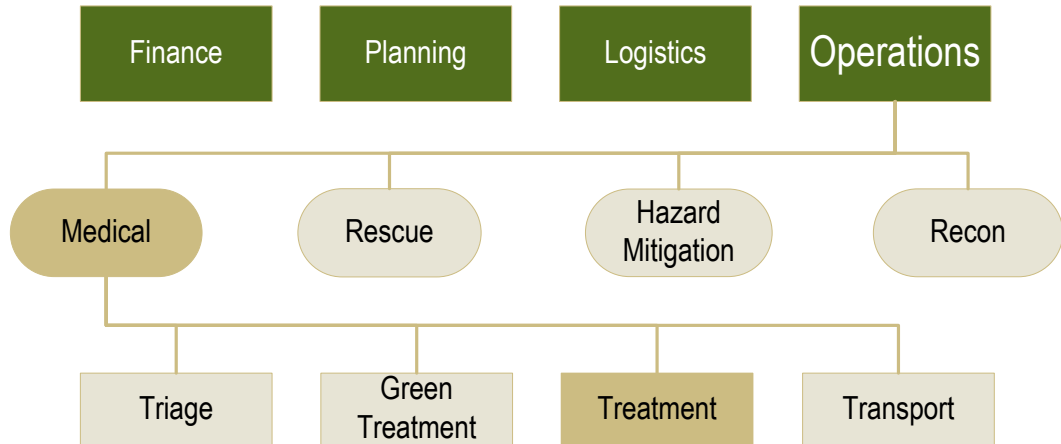 Finance
Planning
Logistics
Operations
Medical
Rescue
Hazard
Mitigation
Recon
Triage
Green
Treatment
Treatment
Transport